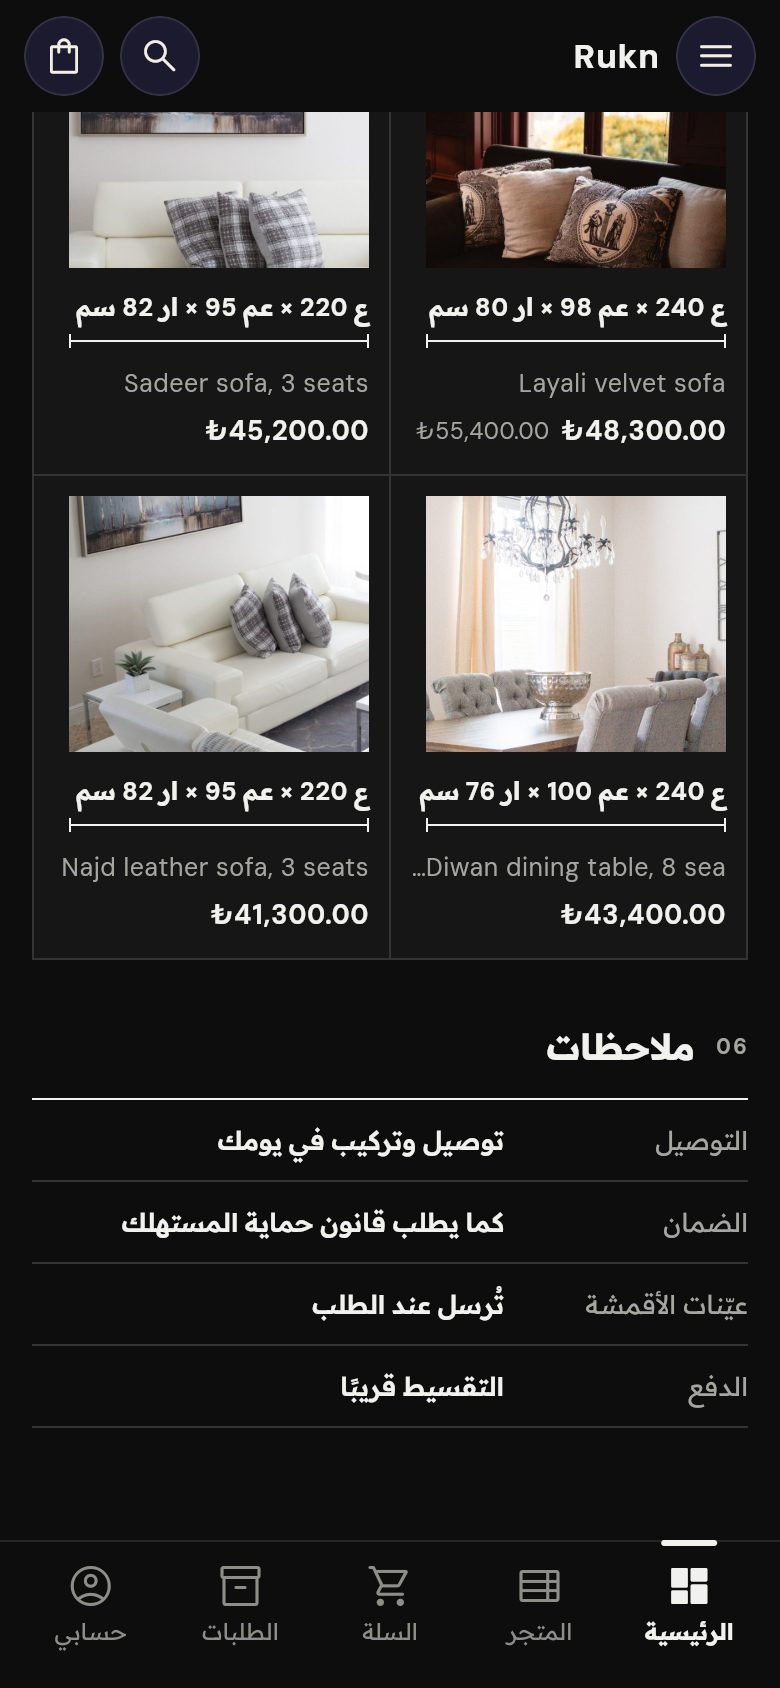 Rukn
ع 240 × عم 98 × ار 80 سم
Layali velvet sofa
₺48,300.00 ₺55,400.00
ع 220 × عم 95 × ار 82 سم
Sadeer sofa, 3 seats
₺45,200.00
ع 240 × عم 100 × ار 76 سم
Diwan dining table, 8 sea...
₺43,400.00
ع 220 × عم 95 × ار 82 سم
Najd leather sofa, 3 seats
₺41,300.00
06 ملاحظات
التوصيل توصيل وتركيب في يومك
الضمان كما يطلب قانون حماية المستهلك
عيّنات الأقمشة تُرسل عند الطلب
الدفع التقسيط قريبًا
الرئيسية المتجر السلة الطلبات حسابي